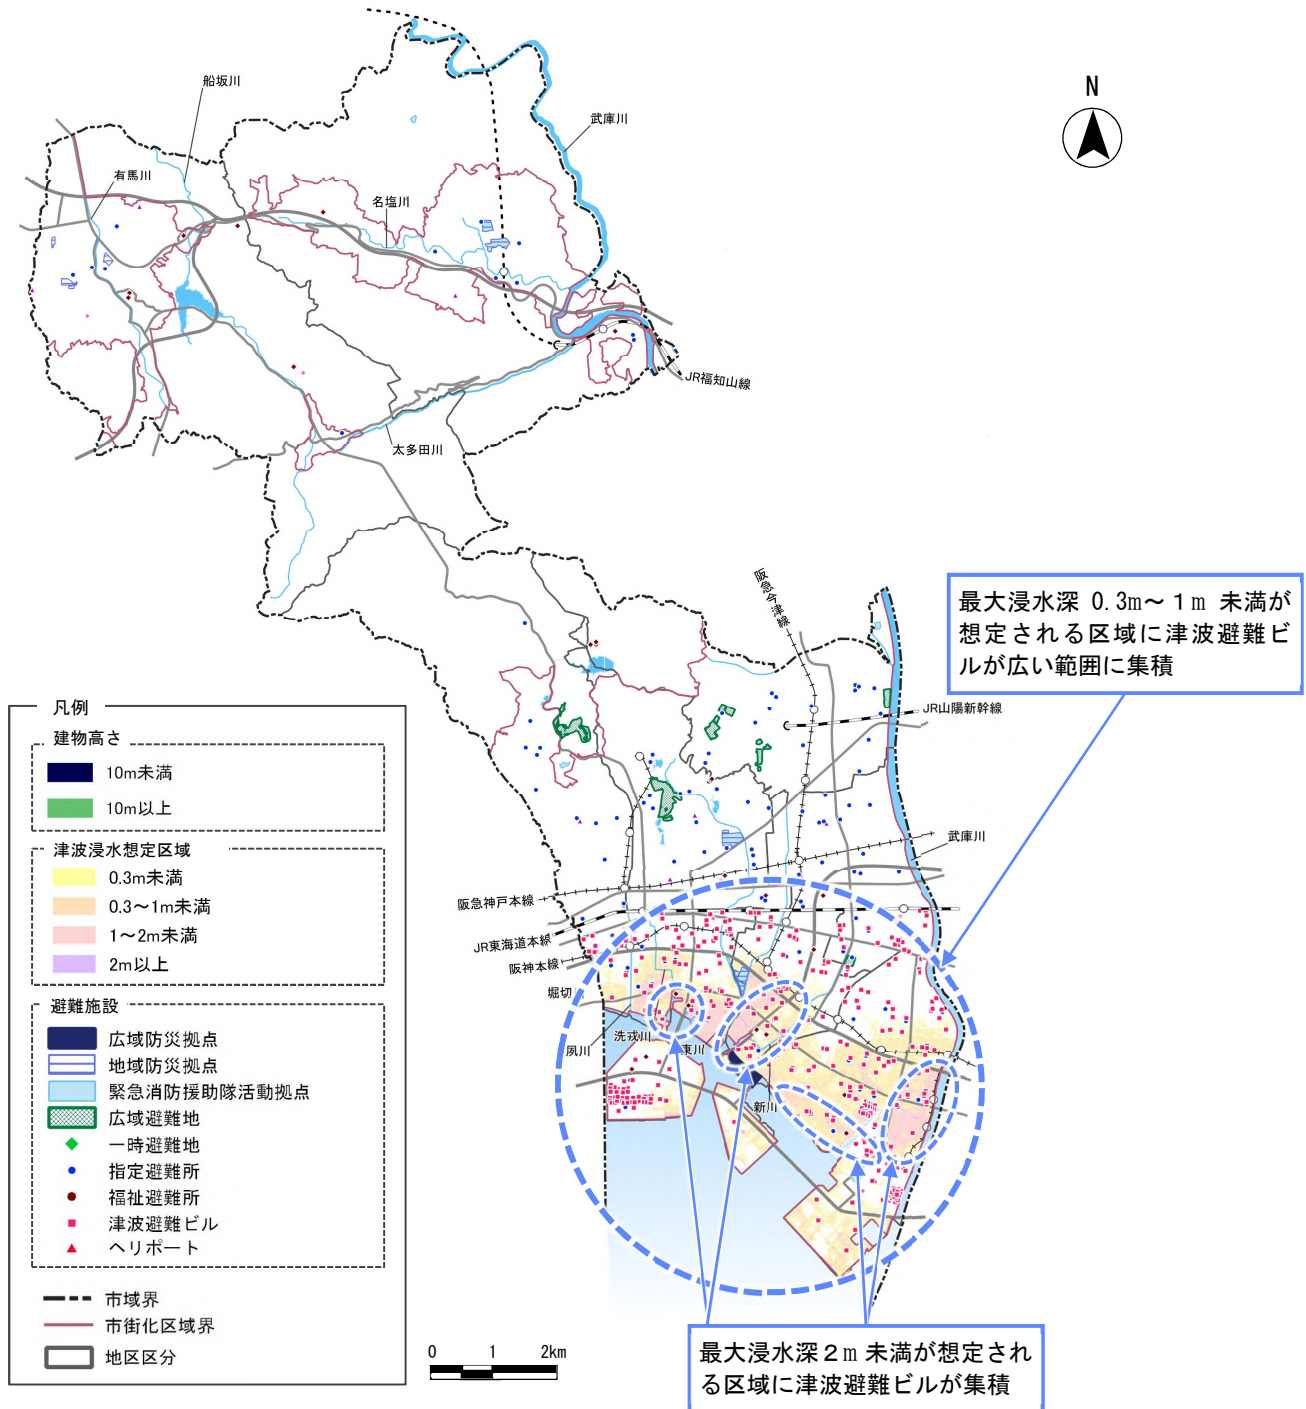 船坂川
N
武庫川
有馬川
名塩川
JR福知山線
太多田川
阪急今津線
最大浸水深 0.3m～１m 未満が
想定される区域に津波避難ビ
ルが広い範囲に集積
JR山陽新幹線
武庫川
阪急神戸本線
JR東海道本線
阪神本線
堀切
夙川
洗戎川
東川
新川
凡例
建物高さ
10m未満
10m以上
津波浸水想定区域
0.3m未満
0.3～1m未満
1～2m未満
2m以上
避難施設
広域防災拠点
地域防災拠点
緊急消防援助隊活動拠点
広域避難地
一時避難地
指定避難所
福祉避難所
津波避難ビル
ヘリポート
市域界
市街化区域界
地区区分
0 1 2km
最大浸水深２m 未満が想定され
る区域に津波避難ビルが集積